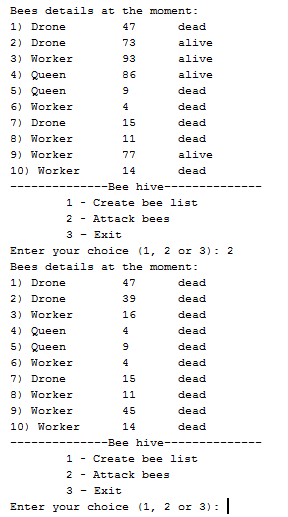 Bees details at the moment:
1) Drone 47 dead
2) Drone 73 alive
3) Worker 93 alive
4) Queen 86 alive
5) Queen 9 dead
6) Worker 4 dead
7) Drone 15 dead
8) Worker 11 dead
9) Worker 77 alive
10) Worker 14 dead
--------------Bee hive--------------
1 - Create bee list
2 - Attack bees
3 - Exit
Enter your choice (1, 2 or 3): 2
Bees details at the moment:
1) Drone 47 dead
2) Drone 39 dead
3) Worker 16 dead
4) Queen 4 dead
5) Queen 9 dead
6) Worker 4 dead
7) Drone 15 dead
8) Worker 11 dead
9) Worker 45 dead
10) Worker 14 dead
--------------Bee hive--------------
1 - Create bee list
2 - Attack bees
3 - Exit
Enter your choice (1, 2 or 3):